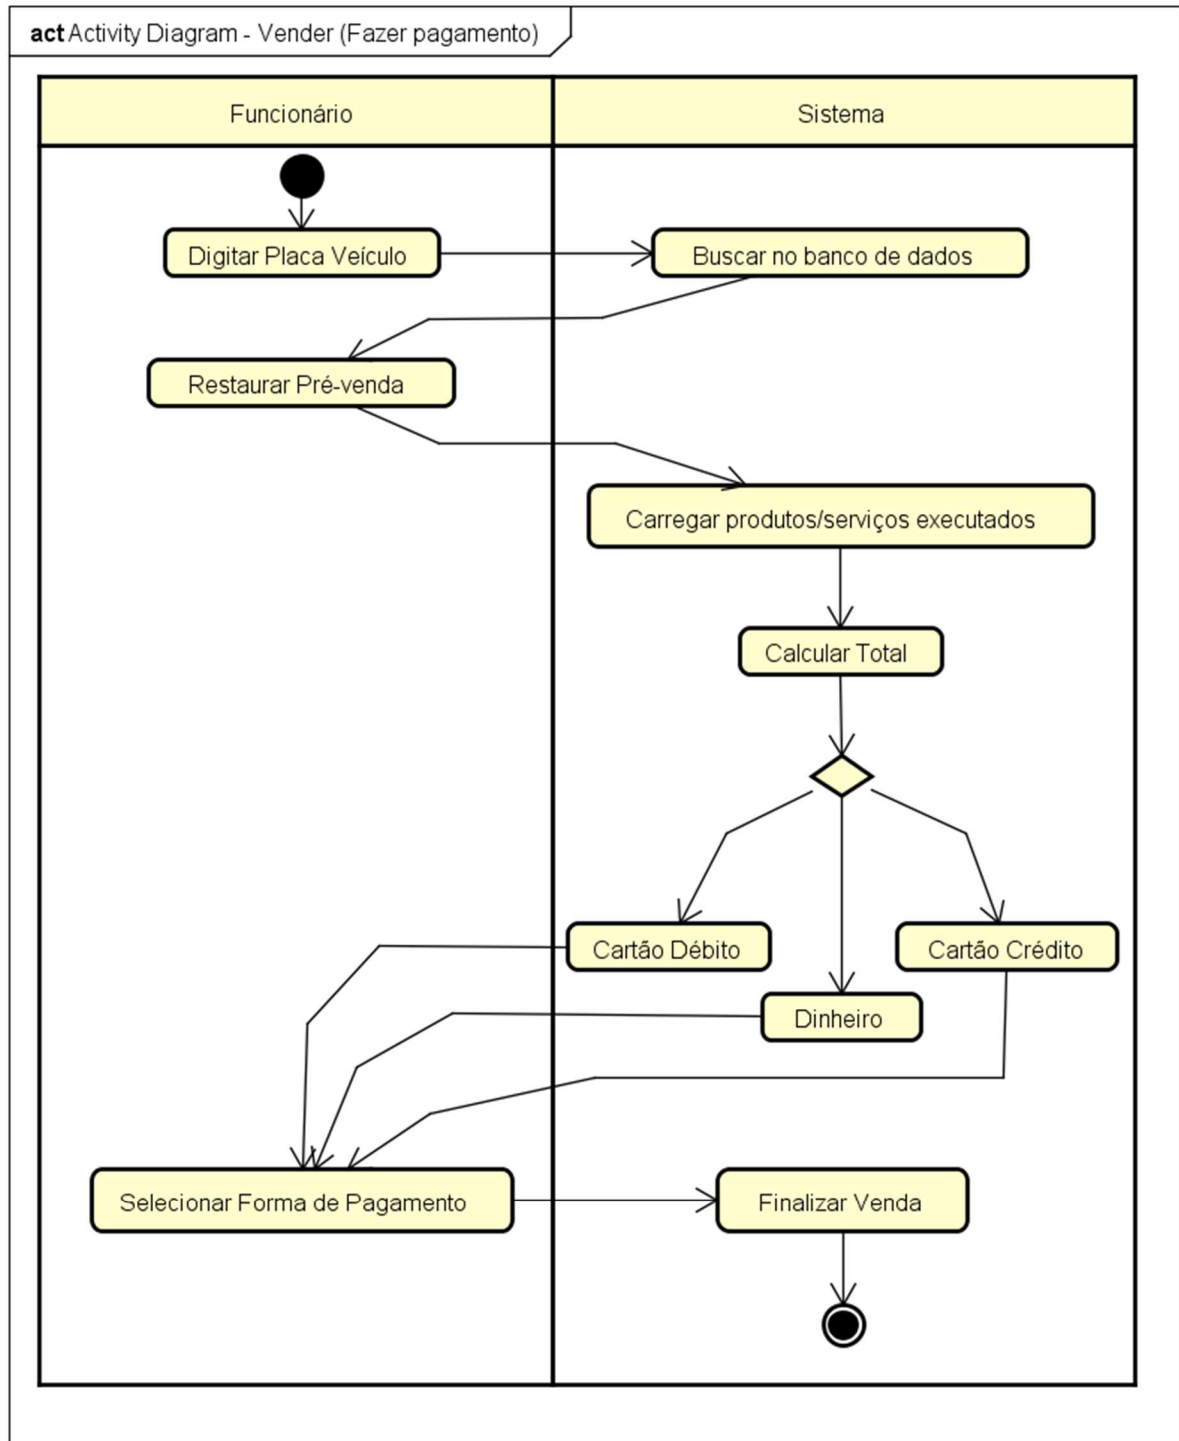 act Activity Diagram - Vender (Fazer pagamento)
Funcionário
Sistema
Digitar Placa Veículo
Buscar no banco de dados
Restaurar Pré-venda
Carregar produtos/serviços executados
Calcular Total
Cartão Débito
Cartão Crédito
Dinheiro
Selecionar Forma de Pagamento
Finalizar Venda